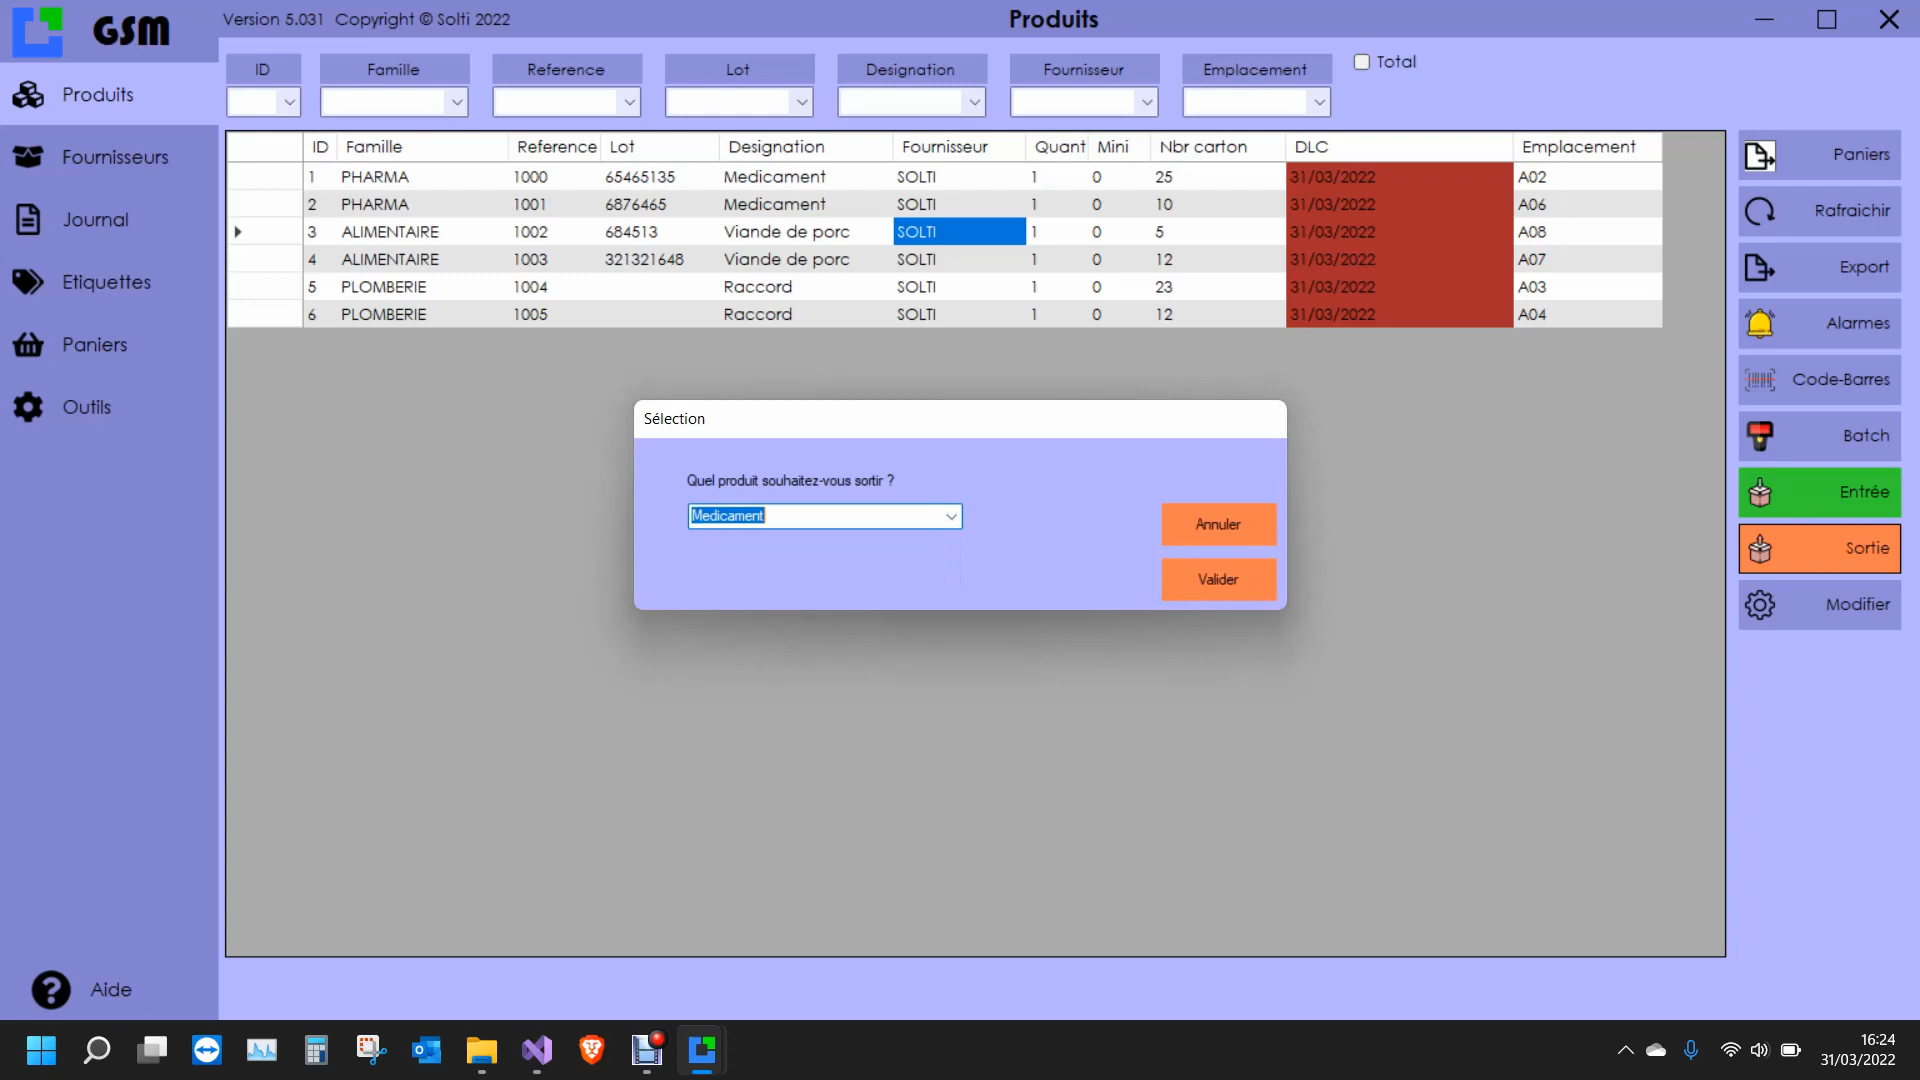 GSM
Version 5.031 Copyright © Solti 2022
Produits
Produits
Fournisseurs
Journal
Etiquettes
Paniers
Outils
Aide
ID Famille Reference Lot Designation Fournisseur Emplacement Total
ID Famille Reference Lot Designation Fournisseur Quant Mini Nbr carton DLC Emplacement
1 PHARMA 1000 65465135 Medicament SOLTI 1 0 25 31/03/2022 A02
2 PHARMA 1001 6876465 Medicament SOLTI 1 0 10 31/03/2022 A06
3 ALIMENTAIRE 1002 684513 Viande de porc SOLTI 1 0 5 31/03/2022 A08
4 ALIMENTAIRE 1003 321321648 Viande de porc SOLTI 1 0 12 31/03/2022 A07
5 PLOMBERIE 1004 Raccord SOLTI 1 0 23 31/03/2022 A03
6 PLOMBERIE 1005 Raccord SOLTI 1 0 12 31/03/2022 A04
Sélection
Quel produit souhaitez-vous sortir ?
Medicament
Annuler
Valider
Paniers
Rafraichir
Export
Alarmes
Code-Barres
Batch
Entrée
Sortie
Modifier
16:24
31/03/2022